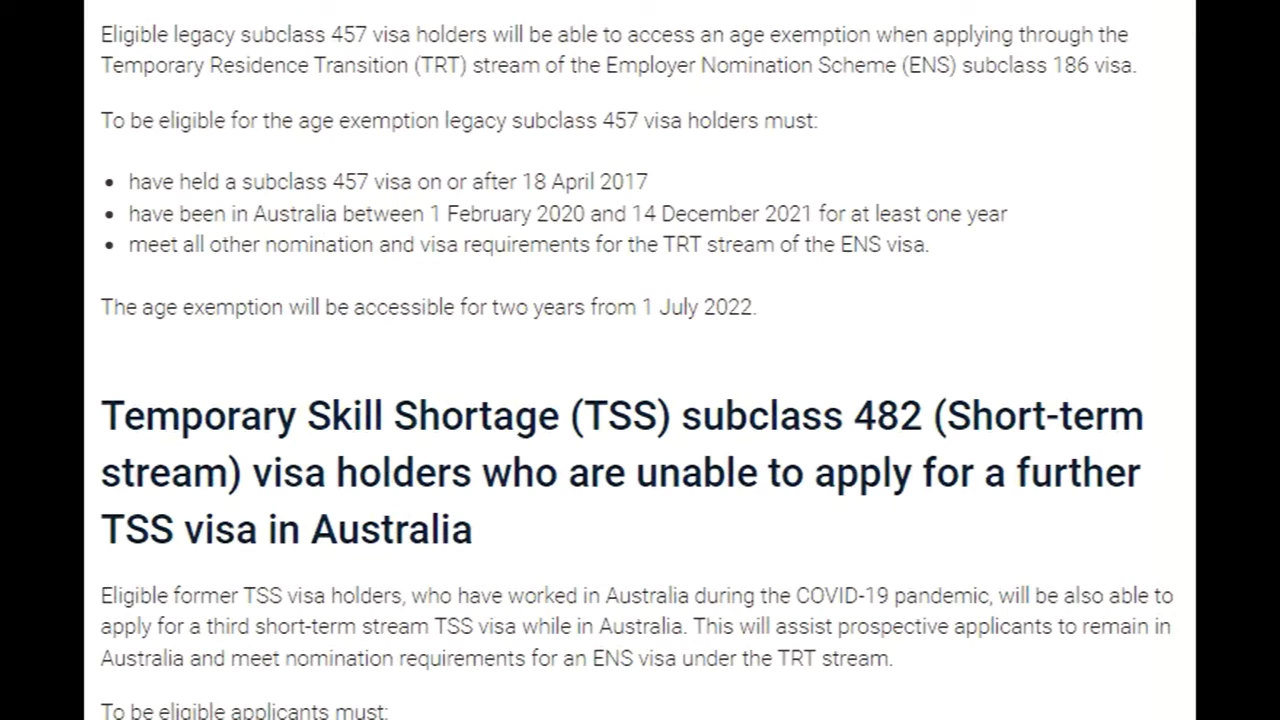 Eligible legacy subclass 457 visa holders will be able to access an age exemption when applying through the
Temporary Residence Transition (TRT) stream of the Employer Nomination Scheme (ENS) subclass 186 visa.
To be eligible for the age exemption legacy subclass 457 visa holders must:
• have held a subclass 457 visa on or after 18 April 2017
• have been in Australia between 1 February 2020 and 14 December 2021 for at least one year
• meet all other nomination and visa requirements for the TRT stream of the ENS visa.
The age exemption will be accessible for two years from 1 July 2022.
Temporary Skill Shortage (TSS) subclass 482 (Short-term
stream) visa holders who are unable to apply for a further
TSS visa in Australia
Eligible former TSS visa holders, who have worked in Australia during the COVID-19 pandemic, will be also able to
apply for a third short-term stream TSS visa while in Australia. This will assist prospective applicants to remain in
Australia and meet nomination requirements for an ENS visa under the TRT stream.
To be eligible applicants must: